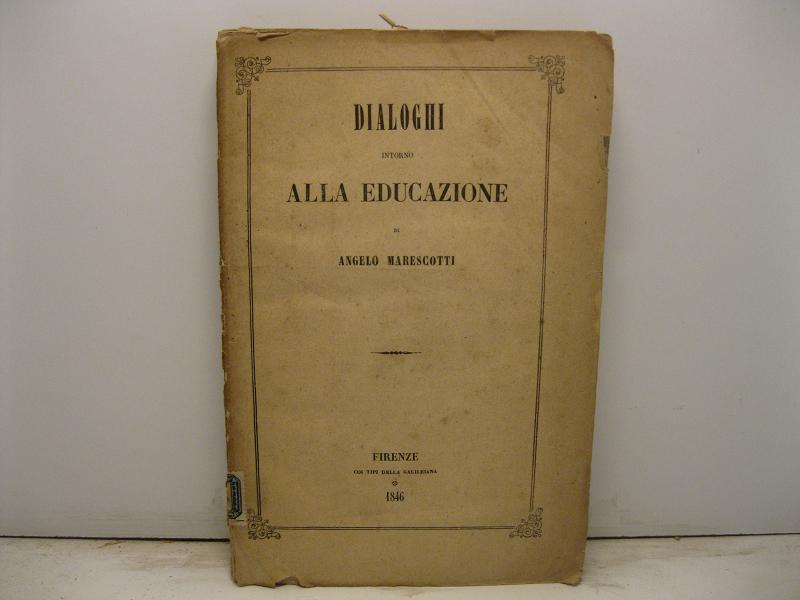 DIALOGHI
INTORNO
ALLA EDUCAZIONE
DI
ANGELO MARESCOTTI
FIRENZE
COI TIPI DELLA GALILEIANA
1846